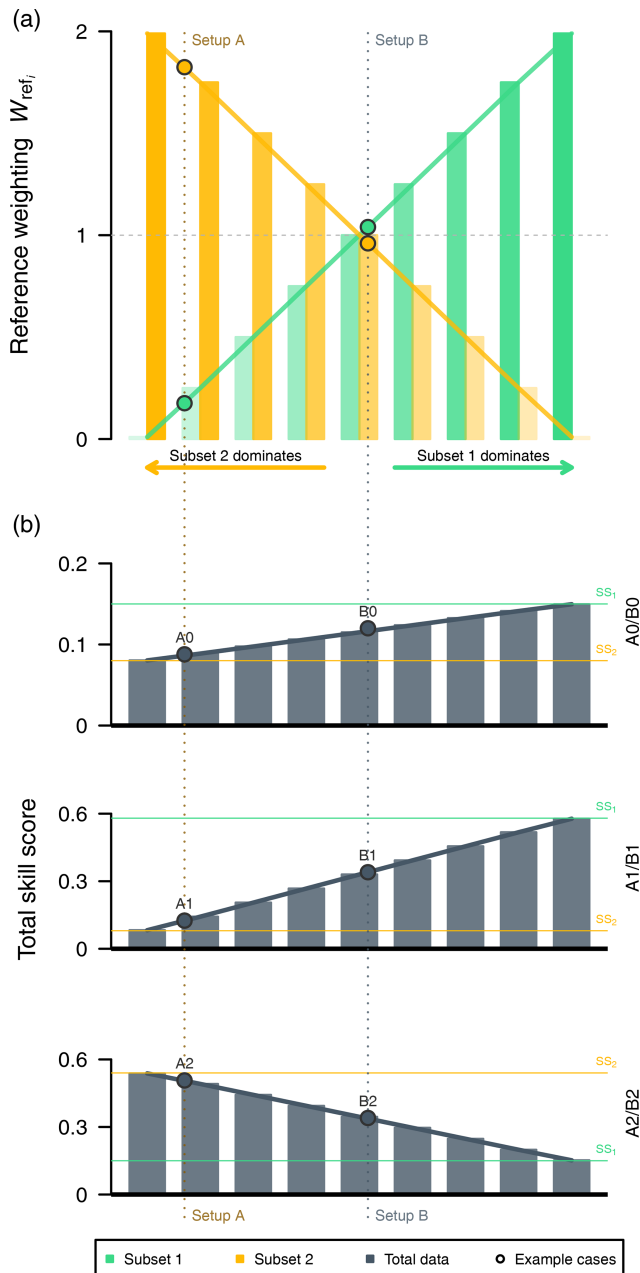 (a)
Setup A
Setup B
Reference weighting W_ref_i
2
1
0
Subset 2 dominates
Subset 1 dominates
(b)
Total skill score
0.2
0.1
0
A0
B0
SS₁
SS₂
A0/B0
0.6
0.3
0
A1
B1
SS₁
SS₂
A1/B1
0.6
0.3
0
A2
B2
SS₂
SS₁
A2/B2
Setup A
Setup B
Subset 1
Subset 2
Total data
Example cases